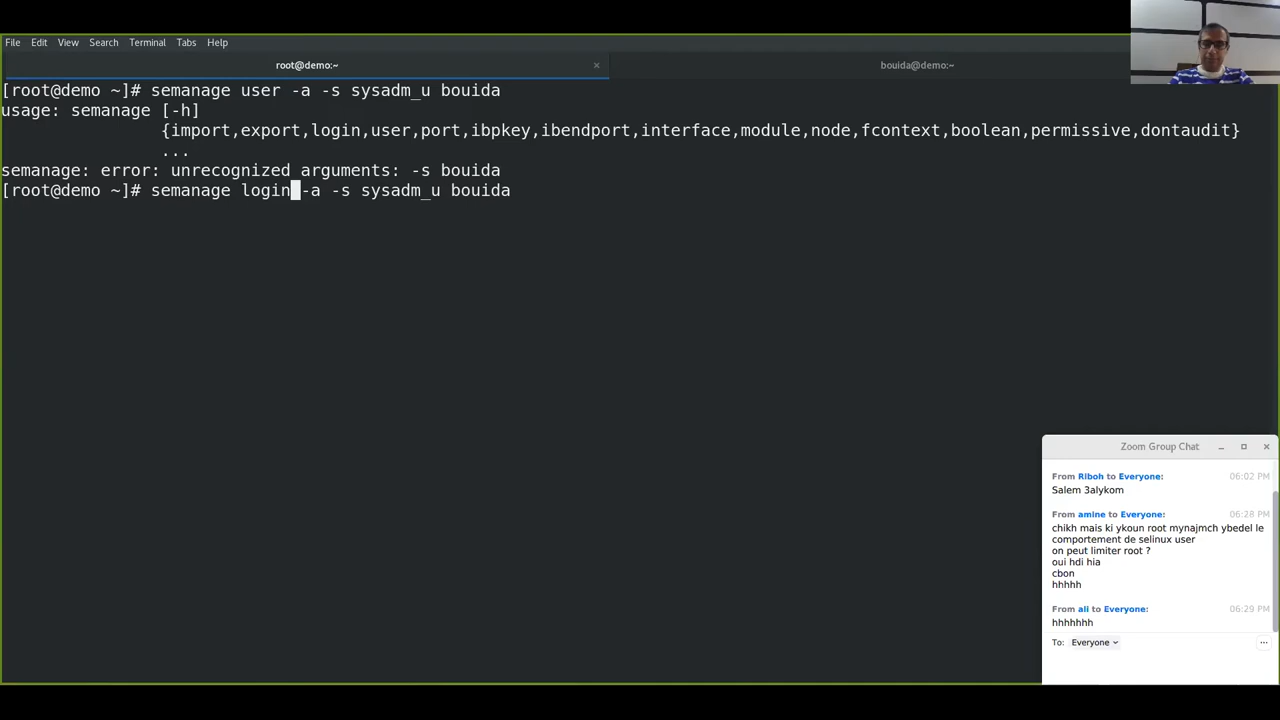 File Edit View Search Terminal Tabs Help
root@demo:~ × bouida@demo:~
[root@demo ~]# semanage user -a -s sysadm_u bouida
usage: semanage [-h]
{import,export,login,user,port,ibpkey,ibendport,interface,module,node,fcontext,boolean,permissive,dontaudit}
...
semanage: error: unrecognized arguments: -s bouida
[root@demo ~]# semanage login -a -s sysadm_u bouida
Zoom Group Chat
From Riboh to Everyone: 06:02 PM
Salem 3alykom
From amine to Everyone: 06:28 PM
chikh mais ki ykoun root mynajmch ybedel le
comportement de selinux user
on peut limiter root ?
oui hdi hia
cbon
hhhhh
From ali to Everyone: 06:29 PM
hhhhhhh
To: Everyone